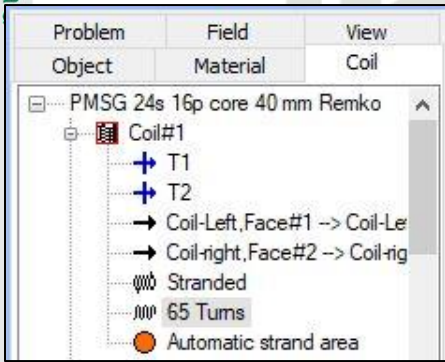 Problem Field View
Object Material Coil
PMSG 24s 16p core 40 mm Remko
Coil#1
T1
T2
Coil-Left,Face#1 --> Coil-Le
Coil-right,Face#2 --> Coil-rig
Stranded
65 Turns
Automatic strand area